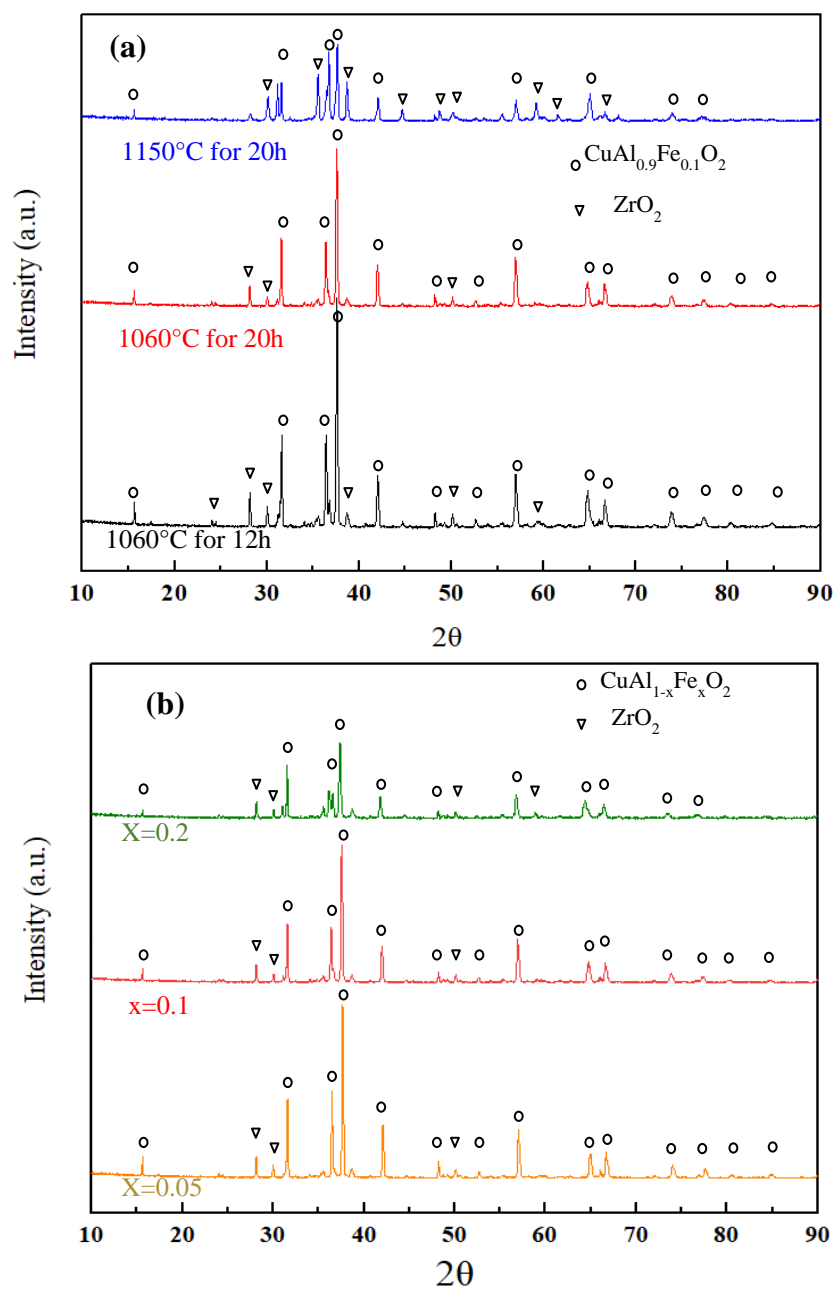 (a)
1150°C for 20h
CuAl0.9Fe0.1O2
ZrO2
1060°C for 20h
1060°C for 12h
Intensity (a.u.)
10 20 30 40 50 60 70 80 90
2θ
(b)
CuAl1-xFexO2
ZrO2
X=0.2
x=0.1
X=0.05
Intensity (a.u.)
10 20 30 40 50 60 70 80 90
2θ